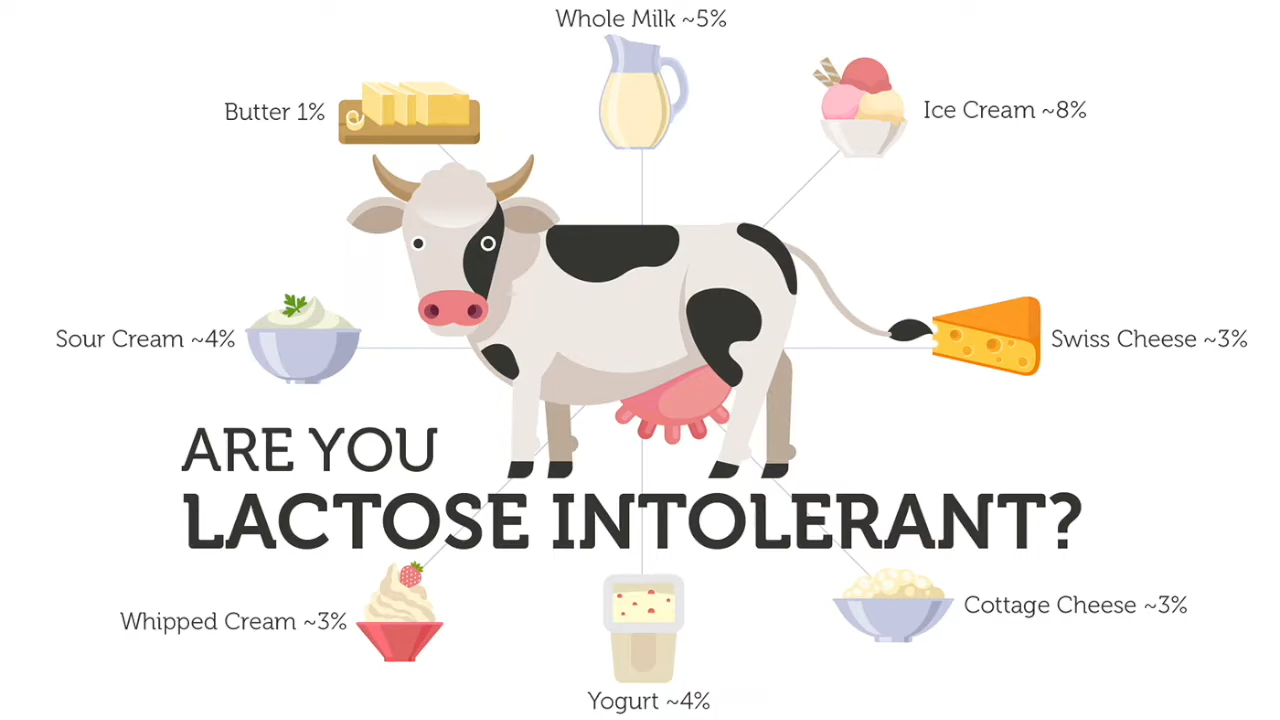 Whole Milk ~5%
Butter 1%
Ice Cream ~8%
Sour Cream ~4%
Swiss Cheese ~3%
ARE YOU
LACTOSE INTOLERANT?
Whipped Cream ~3%
Cottage Cheese ~3%
Yogurt ~4%